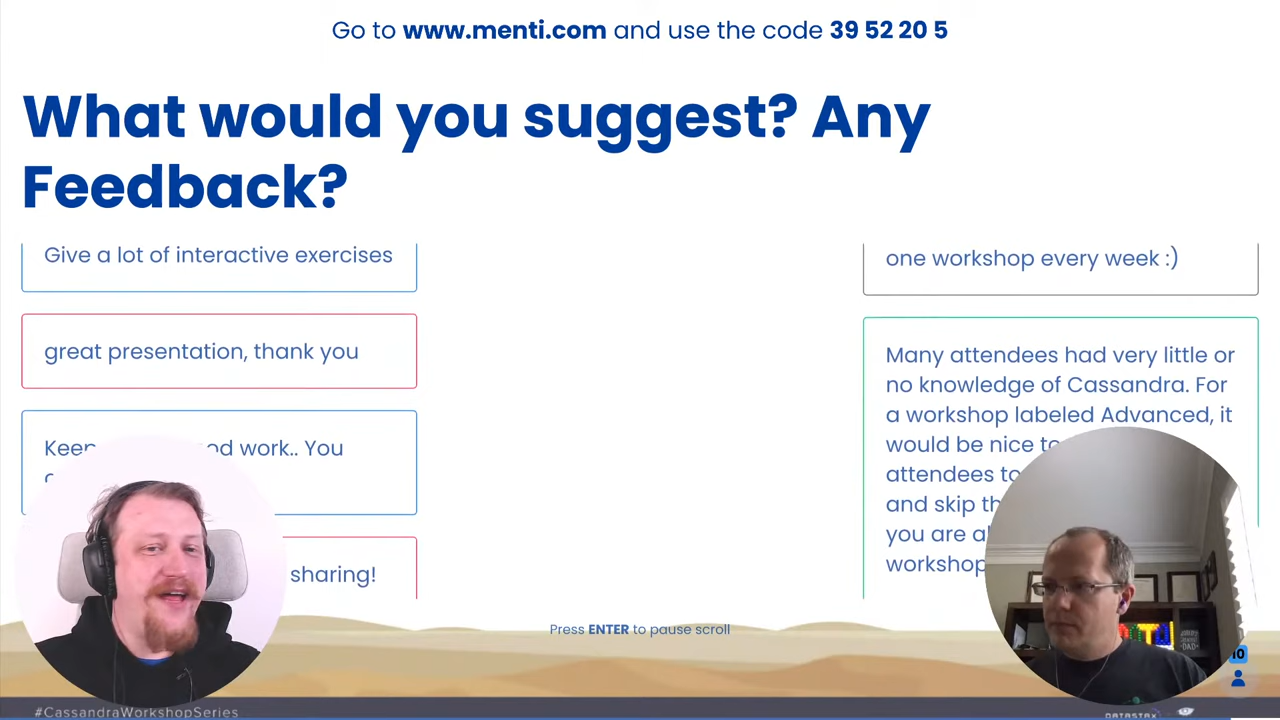 Go to www.menti.com and use the code 39 52 20 5
What would you suggest? Any
Feedback?
Give a lot of interactive exercises
great presentation, thank you
Keep od work.. You
sharing!
one workshop every week :)
Many attendees had very little or
no knowledge of Cassandra. For
a workshop labeled Advanced, it
would be nice to
attendees to
and skip th
you are al
workshop
Press ENTER to pause scroll
10
#CassandraWorkshopSeries
DATASTAX